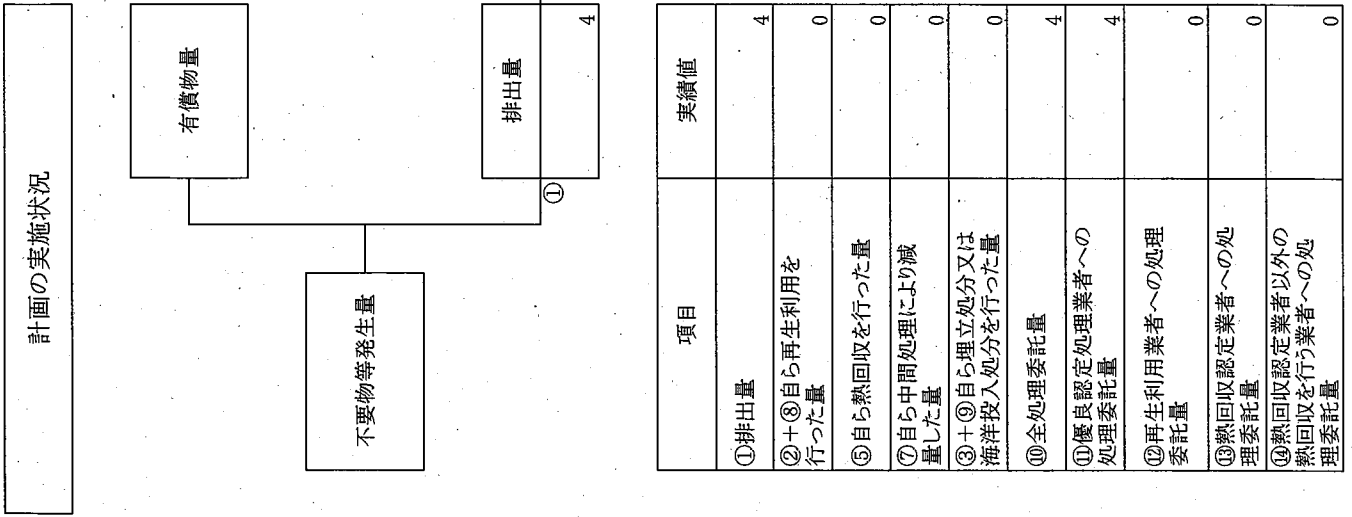 計画の実施状況
有償物量
不要物等発生量
①
排出量
4
項目
実績値
①排出量
4
②+⑧自ら再生利用を
行った量
0
⑤自ら熱回収を行った量
0
⑦自ら中間処理により減
量した量
0
③+⑨自ら埋立処分又は
海洋投入処分を行った量
0
⑩全処理委託量
4
⑪優良認定処理業者への
処理委託量
4
⑫再生利用業者への処理
委託量
0
⑬熱回収認定業者への処
理委託量
0
⑭熱回収認定業者以外の
熱回収を行う業者への処
理委託量
0